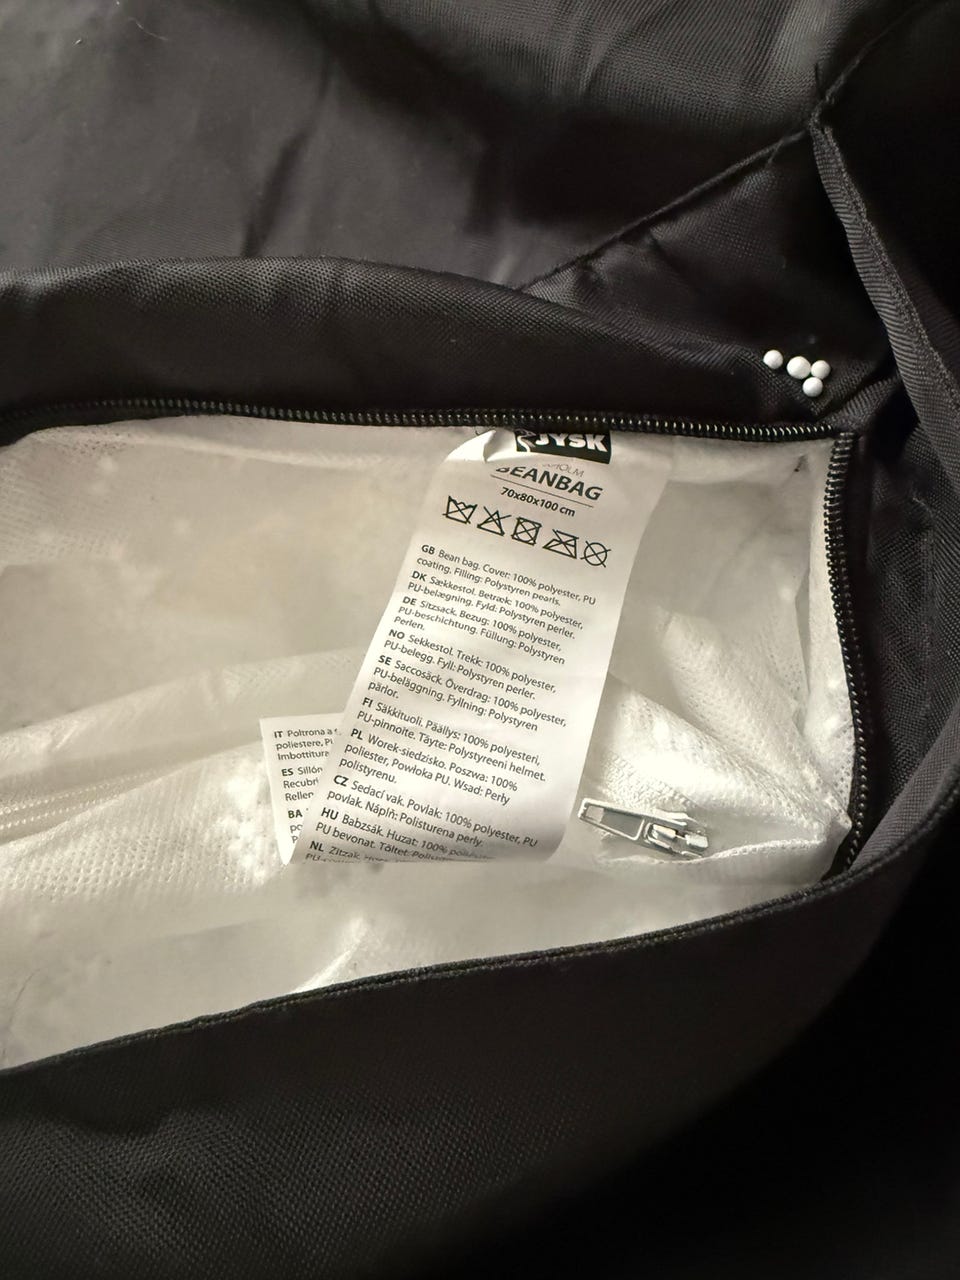 JYSK
BEANBAG
70x80x100 cm
GB Bean bag. Cover: 100% polyester, PU
coating. Filling: Polystyren pearls.
DK Sækkestol. Betræk: 100% polyester,
PU-belægning. Fyld: Polystyren perler.
DE Sitzsack. Bezug: 100% polyester,
PU-beschichtung. Füllung: Polystyren
Perlen.
NO Sekkestol. Trekk: 100% polyester,
PU-belegg. Fyll: Polystyren perler.
SE Saccosäck. Överdrag: 100% polyester,
PU-beläggning. Fyllning: Polystyren
pärlor.
FI Säkkituoli. Päällys: 100% polyesteri,
PU-pinnoite. Täyte: Polystyreeni helmet.
PL Worek-siedzisko. Poszwa: 100%
poliester, Powłoka PU. Wsad: Perły
polistyrenu.
CZ Sedací vak. Povlak: 100% polyester, PU
povlak. Náplň: Polisturena perly.
HU Babzsák. Huzat: 100% poliészter,
PU bevonat. Töltet:
NL Zitzak.
IT Poltrona a
poliestere,
Imbottitura
ES Sillón
BA